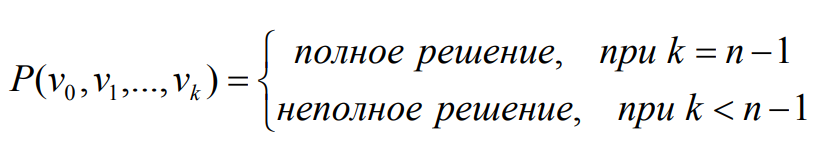 P(v₀,v₁,...,vₖ) = { полное решение, при k = n − 1
неполное решение, при k < n − 1